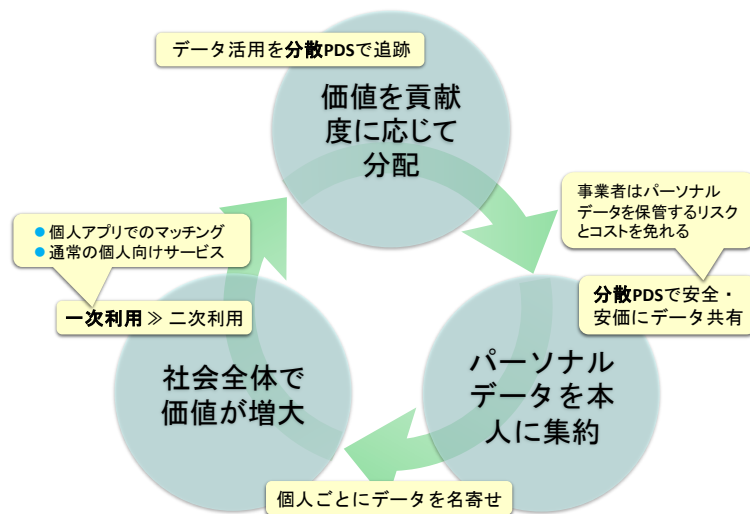 データ活用を分散PDSで追跡
価値を貢献
度に応じて
分配
事業者はパーソナル
データを保管するリスク
とコストを免れる
分散PDSで安全・
安価にデータ共有
パーソナル
データを本
人に集約
個人ごとにデータを名寄せ
● 個人アプリでのマッチング
● 通常の個人向けサービス
一次利用 ≫ 二次利用
社会全体で
価値が増大